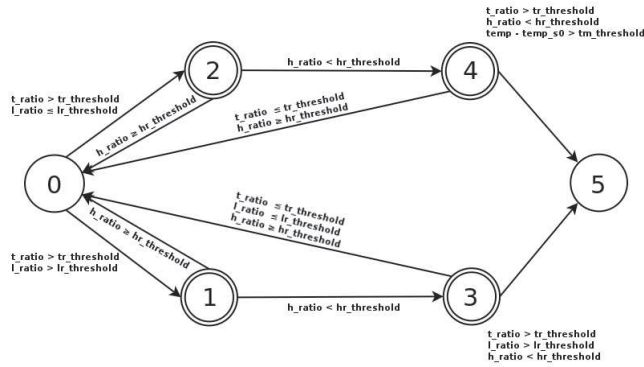 t_ratio > tr_threshold
h_ratio < hr_threshold
temp - temp_s0 > tm_threshold
2
h_ratio < hr_threshold
4
t_ratio > tr_threshold
l_ratio ≤ lr_threshold
h_ratio ≥ hr_threshold
t_ratio ≤ tr_threshold
h_ratio ≥ hr_threshold
0
5
t_ratio ≤ tr_threshold
l_ratio ≤ lr_threshold
h_ratio ≥ hr_threshold
h_ratio ≥ hr_threshold
t_ratio > tr_threshold
l_ratio > lr_threshold
1
h_ratio < hr_threshold
3
t_ratio > tr_threshold
l_ratio > lr_threshold
h_ratio < hr_threshold